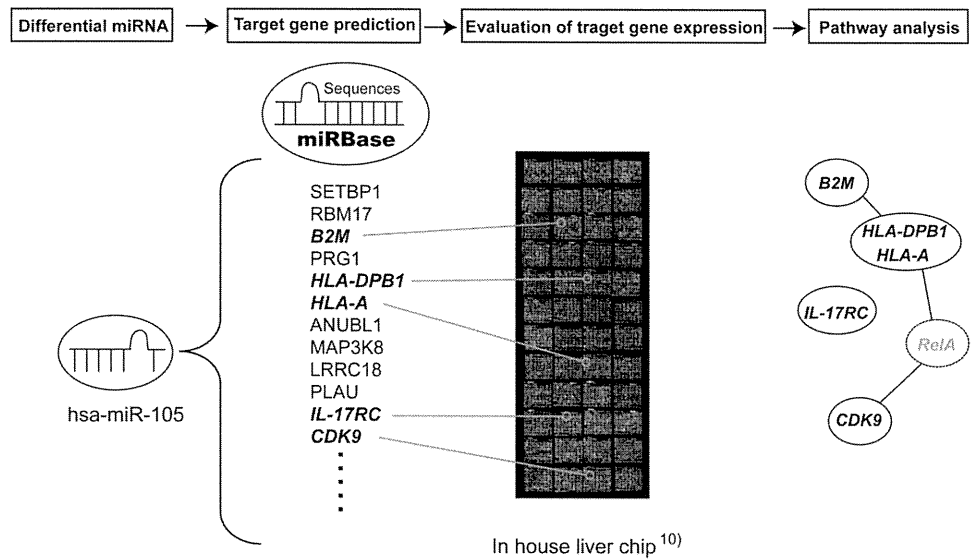 Differential miRNA
Target gene prediction
Evaluation of traget gene expression
Pathway analysis
Sequences
miRBase
SETBP1
RBM17
B2M
PRG1
HLA-DPB1
HLA-A
ANUBL1
MAP3K8
LRRC18
PLAU
IL-17RC
CDK9
hsa-miR-105
In house liver chip 10)
B2M
HLA-DPB1
HLA-A
IL-17RC
RelA
CDK9